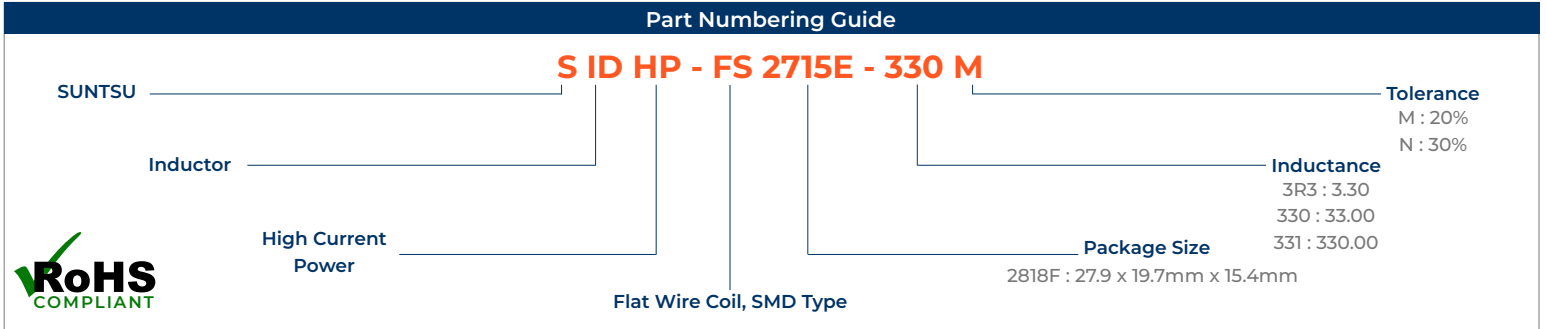 Part Numbering Guide
S ID HP - FS 2715E - 330 M
SUNTSU
Tolerance
M : 20%
N : 30%
Inductor
Inductance
3R3 : 3.30
330 : 33.00
331 : 330.00
High Current
Power
Package Size
2818F : 27.9 x 19.7mm x 15.4mm
Flat Wire Coil, SMD Type
RoHS
COMPLIANT